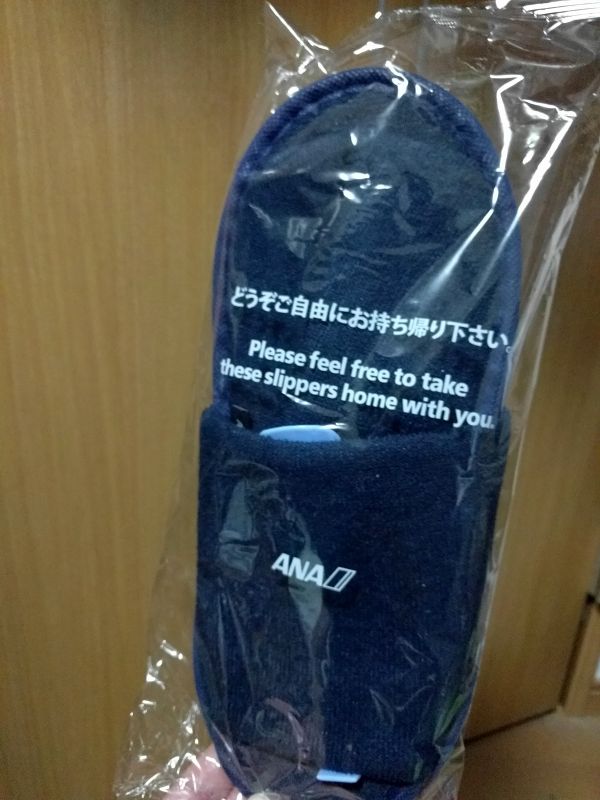 どうぞご自由にお持ち帰り下さい。
Please feel free to take
these slippers home with you.
ANA